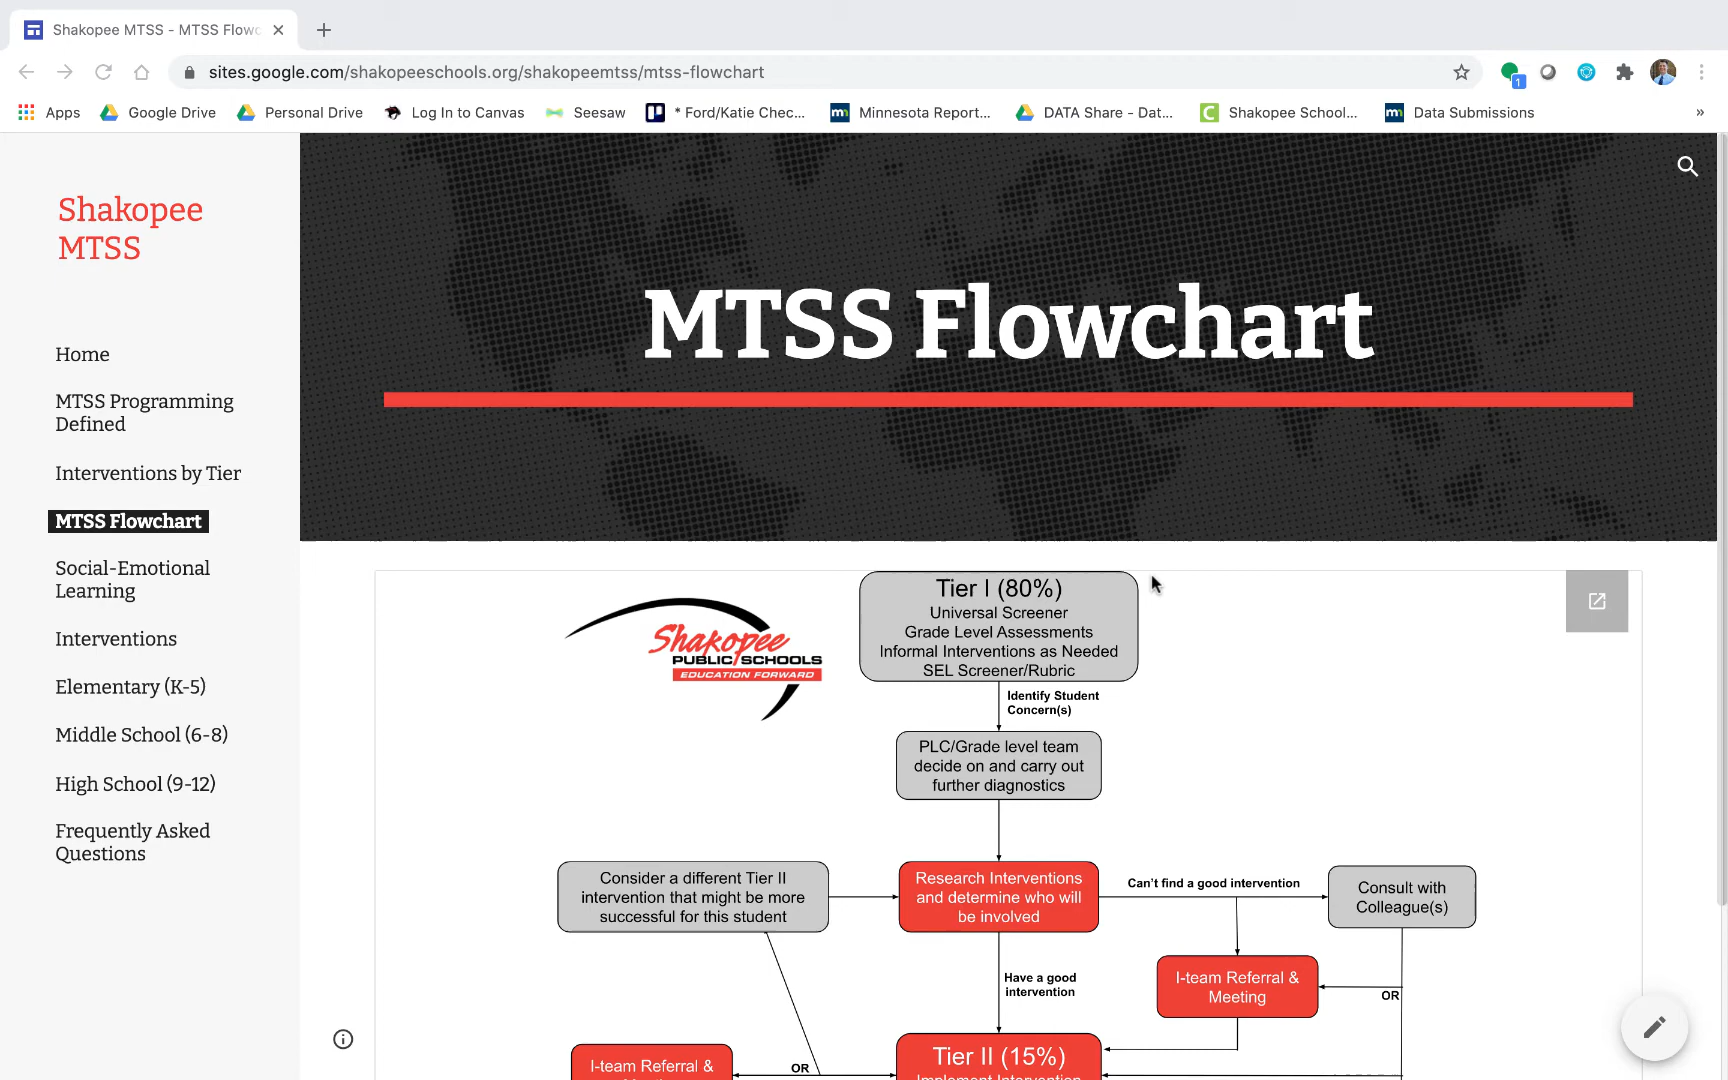 Shakopee MTSS - MTSS Flowc
sites.google.com/shakopeeschools.org/shakopeemtss/mtss-flowchart
1
Apps
Google Drive
Personal Drive
Log In to Canvas
Seesaw
* Ford/Katie Chec...
Minnesota Report...
DATA Share - Dat...
Shakopee School...
Data Submissions
»
Shakopee
MTSS
Home
MTSS Programming
Defined
Interventions by Tier
MTSS Flowchart
Social-Emotional
Learning
Interventions
Elementary (K-5)
Middle School (6-8)
High School (9-12)
Frequently Asked
Questions
MTSS Flowchart
Shakopee
PUBLIC SCHOOLS
EDUCATION FORWARD
Tier I (80%)
Universal Screener
Grade Level Assessments
Informal Interventions as Needed
SEL Screener/Rubric
Identify Student
Concern(s)
PLC/Grade level team
decide on and carry out
further diagnostics
Consider a different Tier II
intervention that might be more
successful for this student
Research Interventions
and determine who will
be involved
Can't find a good intervention
Consult with
Colleague(s)
Have a good
intervention
I-team Referral &
Meeting
OR
I-team Referral &
OR
Tier II (15%)
Implement Intervention